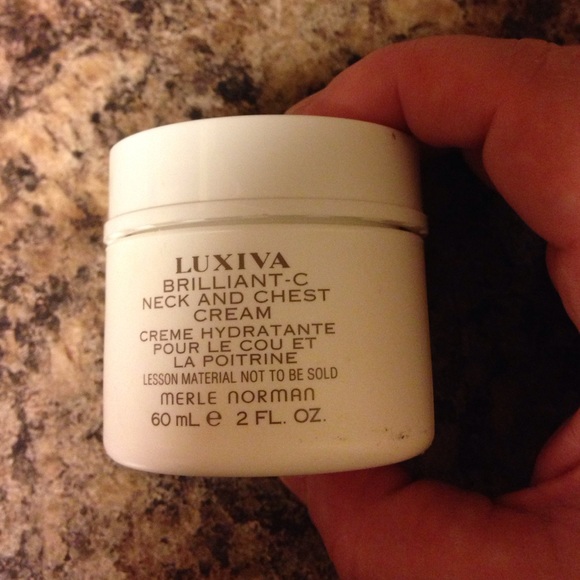 LUXIVA
BRILLIANT-C
NECK AND CHEST
CREAM
CREME HYDRATANTE
POUR LE COU ET
LA POITRINE
LESSON MATERIAL NOT TO BE SOLD
MERLE NORMAN
60 mL e 2 FL. OZ.